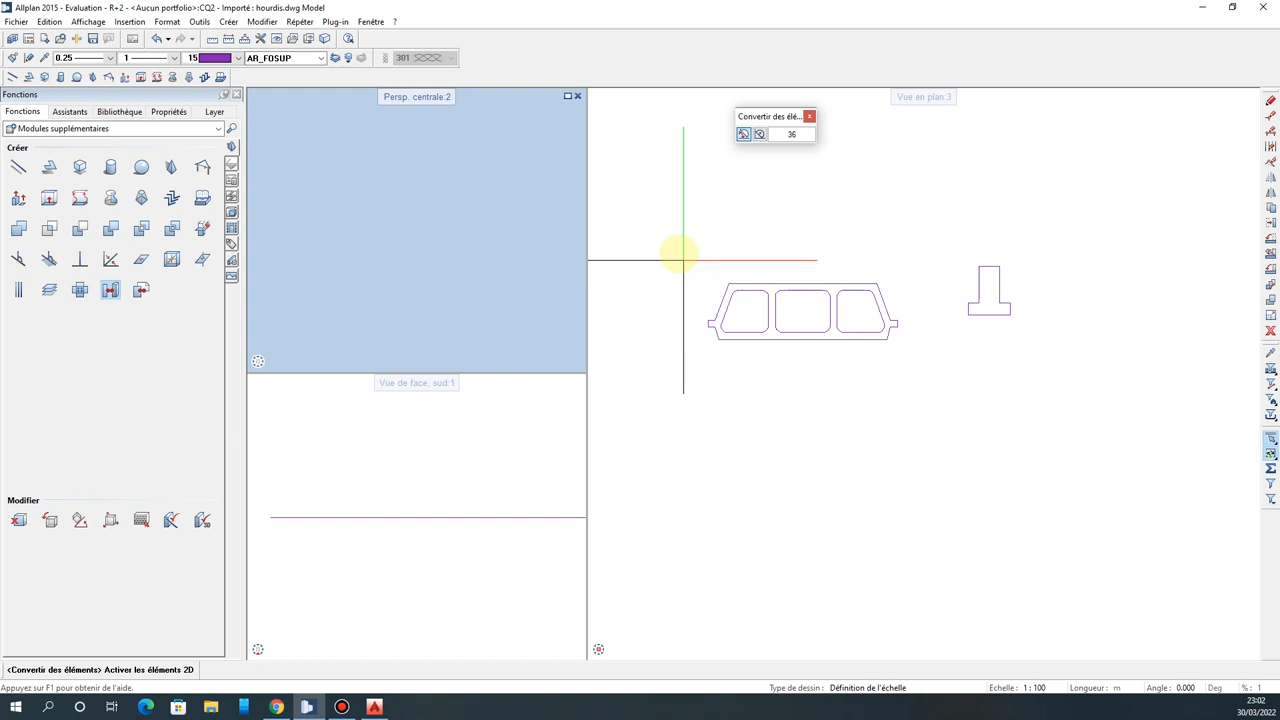 Allplan 2015 - Evaluation - R+2 - <Aucun portfolio>:CQ2 - Importé : hourdis.dwg Model
Fichier Edition Affichage Insertion Format Outils Créer Modifier Répéter Plug-in Fenêtre ?
0.25 1 15 AR_FOSUP 301
Fonctions
Fonctions Assistants Bibliothèque Propriétés Layer
Modules supplémentaires
Créer
Modifier
Persp. centrale:2
Vue en plan:3
Convertir des élé...
36
Vue de face, sud:1
<Convertir des éléments> Activer les éléments 2D
Appuyez sur F1 pour obtenir de l'aide.
Type de dessin : Définition de l'échelle Echelle : 1 : 100 Longueur : m Angle : 0.000 Deg % : 1
23:02
30/03/2022